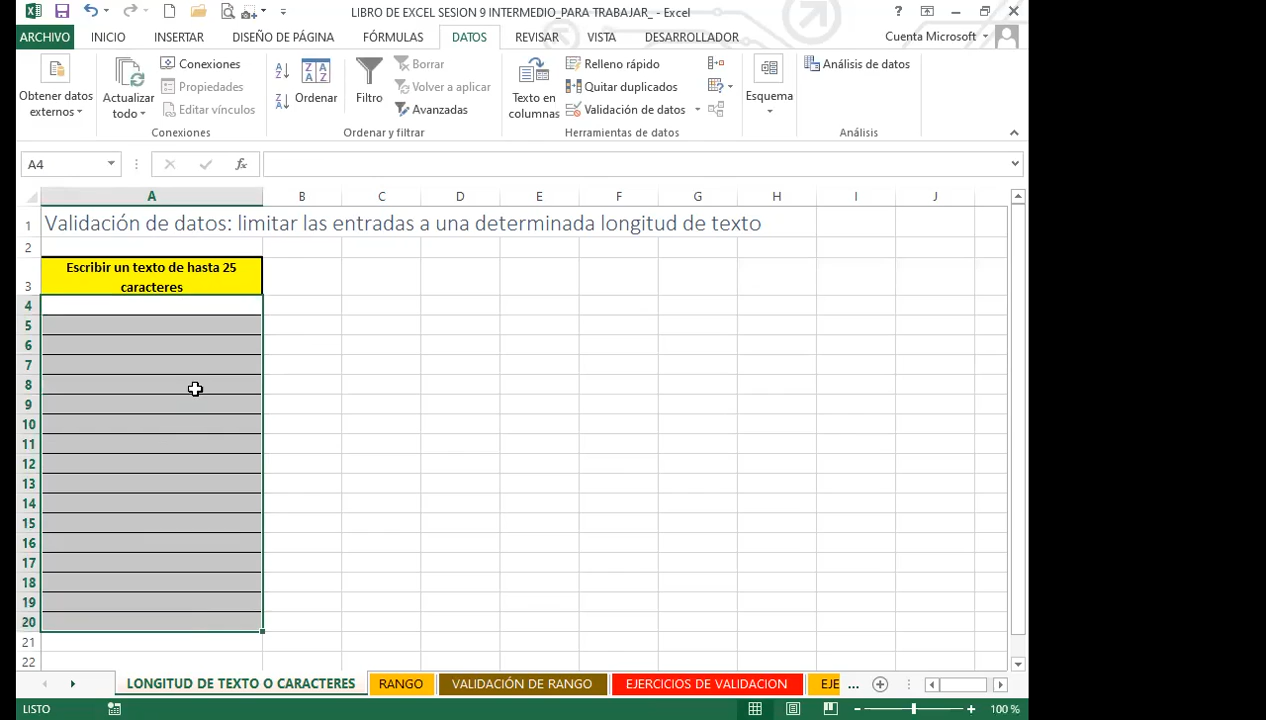 LIBRO DE EXCEL SESION 9 INTERMEDIO_PARA TRABAJAR_ - Excel
?
ARCHIVO INICIO INSERTAR DISEÑO DE PÁGINA FÓRMULAS DATOS REVISAR VISTA DESARROLLADOR Cuenta Microsoft
Obtener datos externos
Actualizar todo
Conexiones
Propiedades
Editar vínculos
Conexiones
Ordenar
Filtro
Borrar
Volver a aplicar
Avanzadas
Ordenar y filtrar
Texto en columnas
Relleno rápido
Quitar duplicados
Validación de datos
Herramientas de datos
Esquema
Análisis de datos
Análisis
A4
fx
A B C D E F G H I J
1 Validación de datos: limitar las entradas a una determinada longitud de texto
2
Escribir un texto de hasta 25
3 caracteres
4
5
6
7
8
9
10
11
12
13
14
15
16
17
18
19
20
21
22
LONGITUD DE TEXTO O CARACTERES RANGO VALIDACIÓN DE RANGO EJERCICIOS DE VALIDACION EJE ...
LISTO 100 %